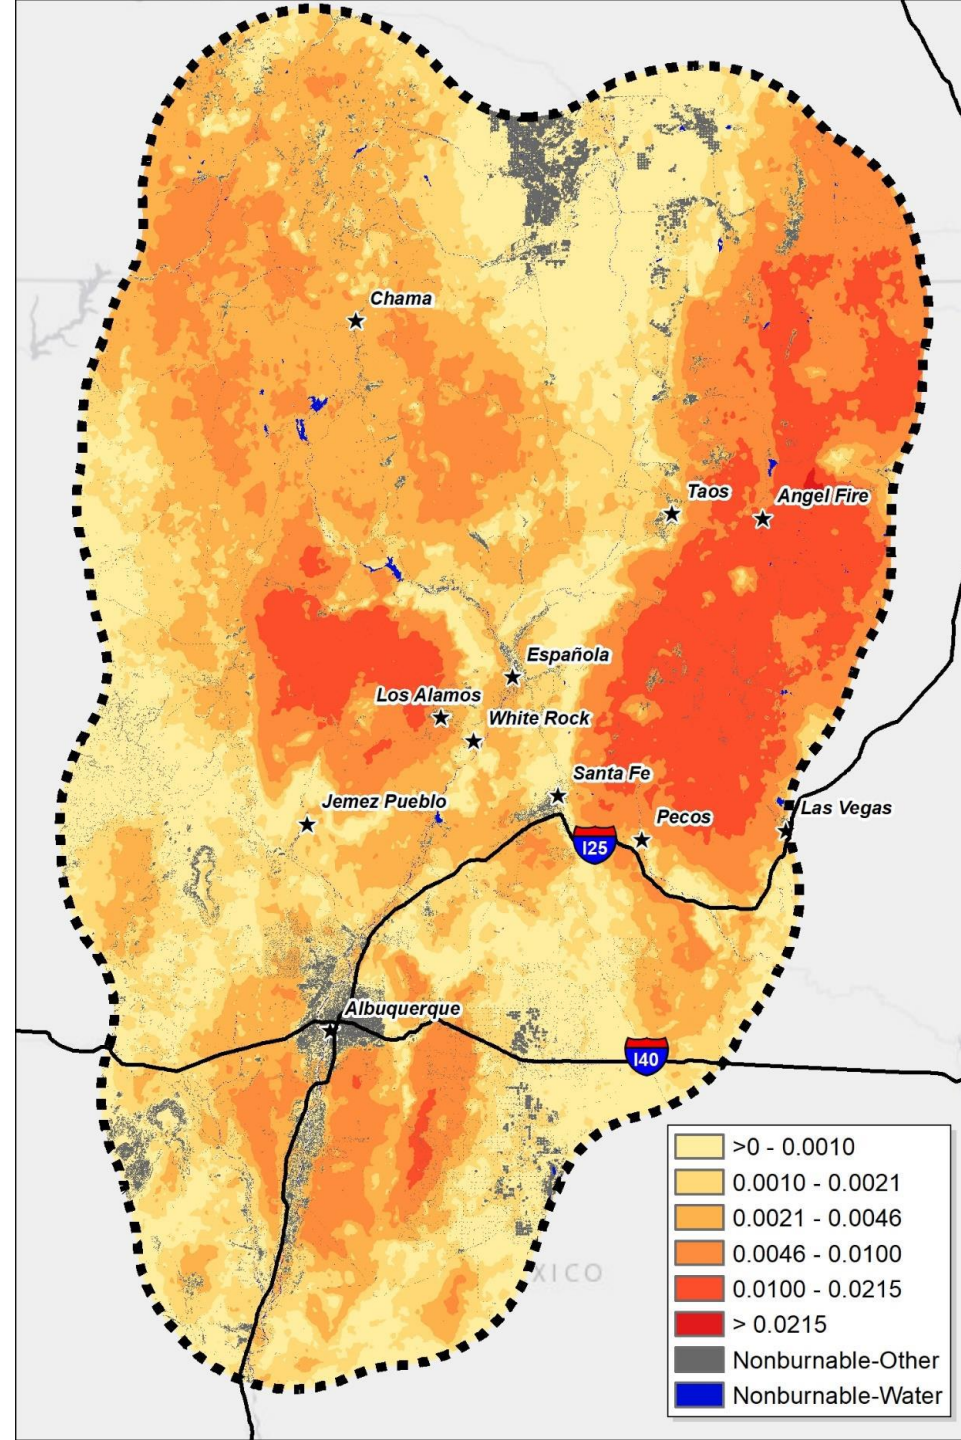 Chama
Taos
Angel Fire
Española
Los Alamos
White Rock
Santa Fe
Jemez Pueblo
Pecos
Las Vegas
I25
Albuquerque
I40
XICO
>0 - 0.0010
0.0010 - 0.0021
0.0021 - 0.0046
0.0046 - 0.0100
0.0100 - 0.0215
> 0.0215
Nonburnable-Other
Nonburnable-Water